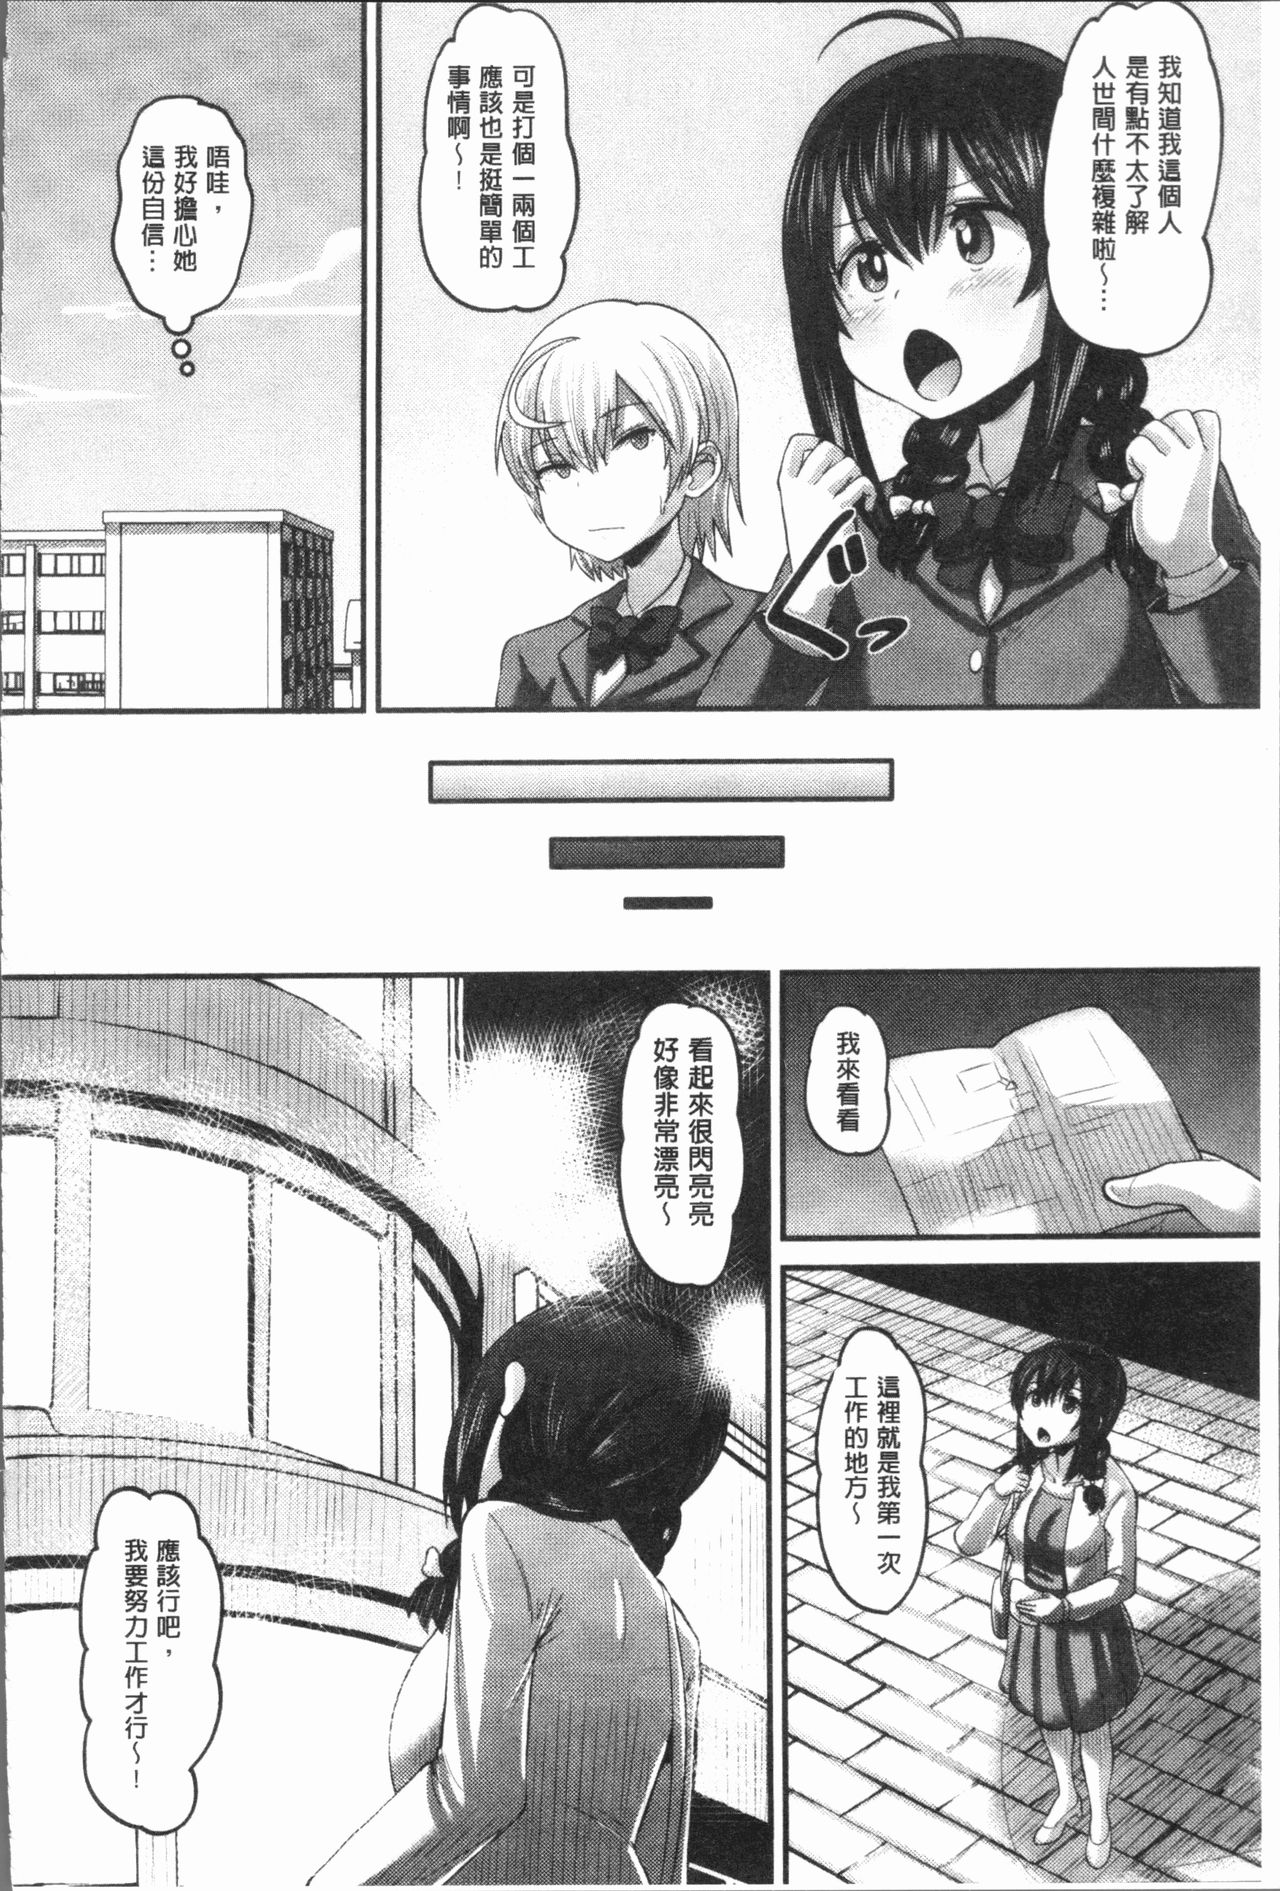 我知道我這個人
是有點不太了解
人世間什麼複雜啦～…
可是打個一兩個工
應該也是挺簡單的
事情啊～！
グッ
唔哇，
我好擔心她
這份自信…
我來看看
這裡就是我第一次
工作的地方～
看起來很閃亮亮
好像非常漂亮～
應該行吧，
我要努力工作才行～！